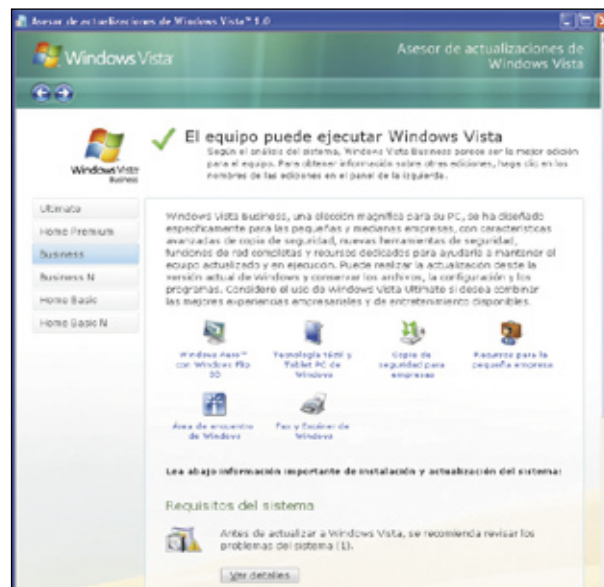 Asesor de actualizaciones de Windows Vista™ 1.0
Windows Vista
Asesor de actualizaciones de
Windows Vista
Windows Vista
Business
El equipo puede ejecutar Windows Vista
Según el análisis del sistema, Windows Vista Business parece ser la mejor edición
para el equipo. Para obtener información sobre otras ediciones, haga clic en los
nombres de las ediciones en el panel de la izquierda.
Ultimate
Home Premium
Business
Business N
Home Basic
Home Basic N
Windows Vista Business, una elección magnífica para su PC, se ha diseñado
específicamente para las pequeñas y medianas empresas, con características
avanzadas de copia de seguridad, nuevas herramientas de seguridad,
funciones de red completas y recursos dedicados para ayudarle a mantener el
equipo actualizado y en ejecución. Puede realizar la actualización desde la
versión actual de Windows y conservar los archivos, la configuración y los
programas. Considere el uso de Windows Vista Ultimate si desea combinar
las mejores experiencias empresariales y de entretenimiento disponibles.
Windows Aero™
con Windows Flip
3D
Tecnología táctil y
Tablet PC de
Windows
Copia de
seguridad para
empresas
Recursos para la
pequeña empresa
Área de encuentro
de Windows
Fax y Escáner de
Windows
Lea abajo información importante de instalación y actualización del sistema:
Requisitos del sistema
Antes de actualizar a Windows Vista, se recomienda revisar los
problemas del sistema (1).
Ver detalles